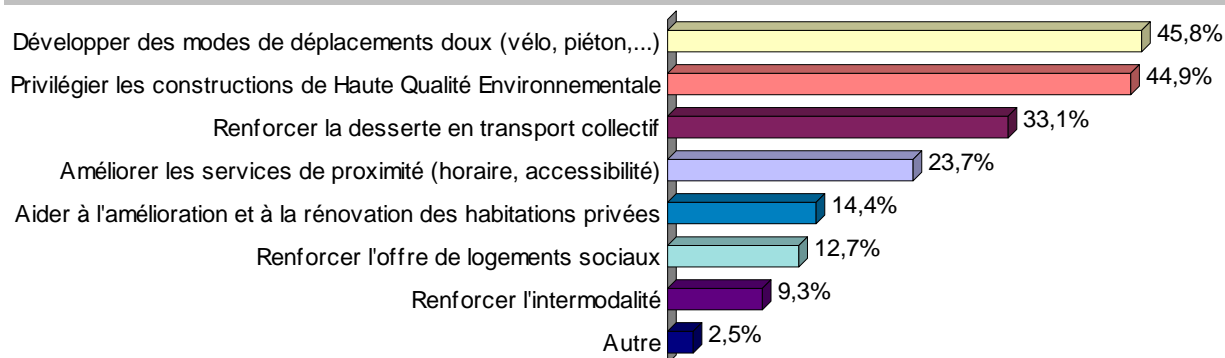 Développer des modes de déplacements doux (vélo, piéton,...) 45,8%
Privilégier les constructions de Haute Qualité Environnementale 44,9%
Renforcer la desserte en transport collectif 33,1%
Améliorer les services de proximité (horaire, accessibilité) 23,7%
Aider à l'amélioration et à la rénovation des habitations privées 14,4%
Renforcer l'offre de logements sociaux 12,7%
Renforcer l'intermodalité 9,3%
Autre 2,5%